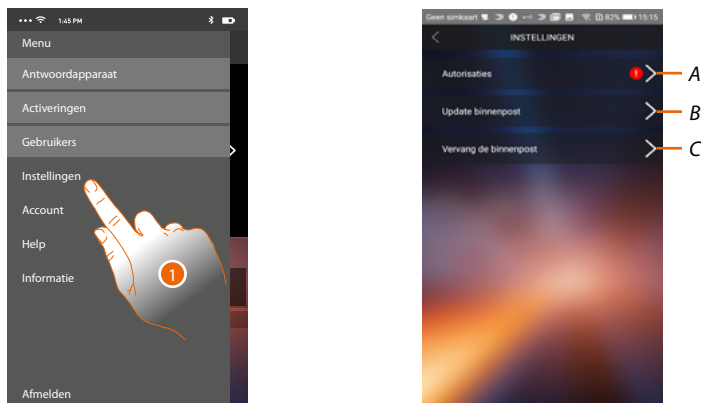 1:45 PM
Menu
Antwoordapparaat
Activeringen
Gebruikers
Instellingen
Account
Help
Informatie
Afmelden
1
Geen simkaart 82% 15:15
INSTELLINGEN
Autorisaties ! A
Update binnenpost B
Vervang de binnenpost C